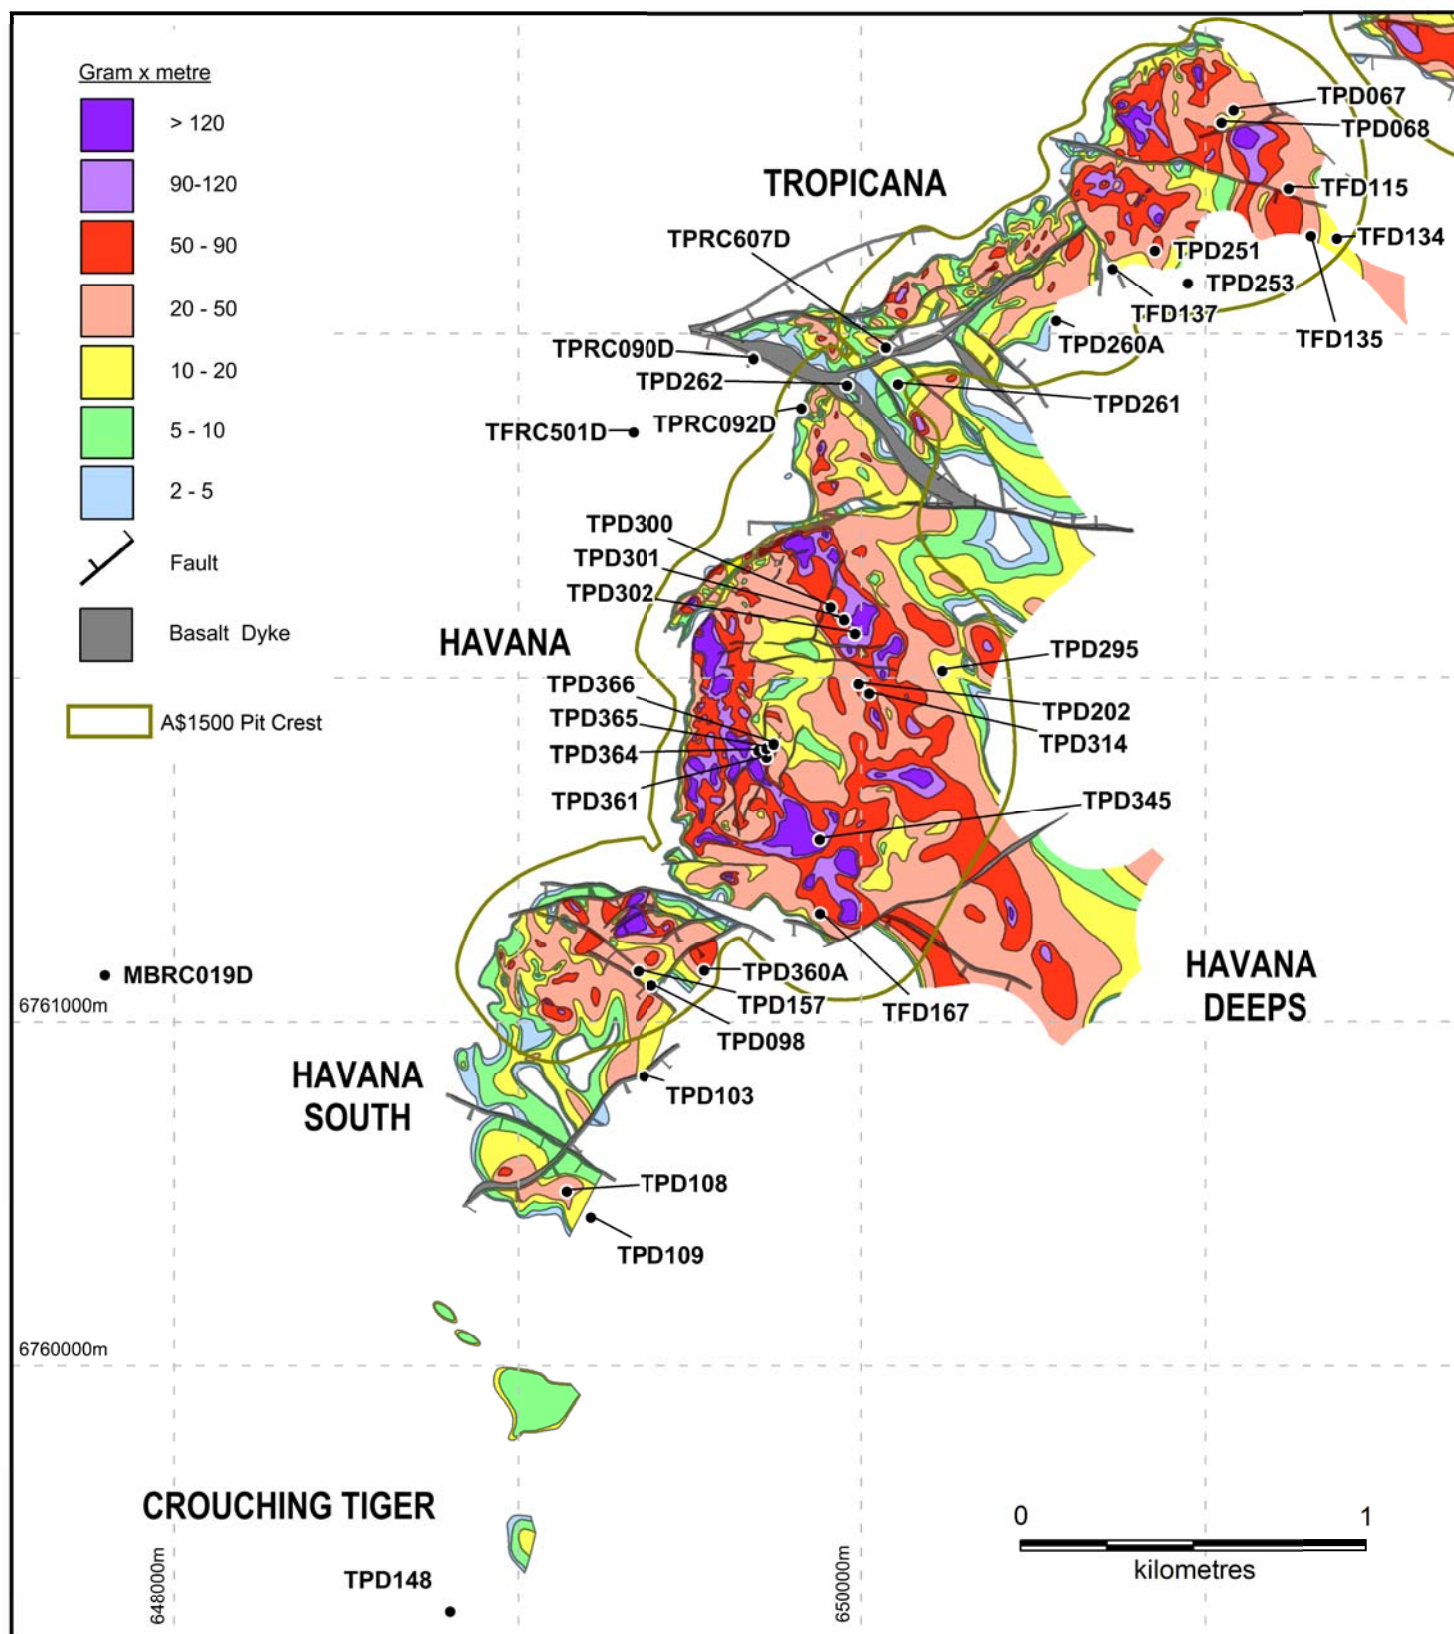 Gram x metre
> 120
90-120
50 - 90
20 - 50
10 - 20
5 - 10
2 - 5
Fault
Basalt Dyke
A$1500 Pit Crest
TROPICANA
TPD067
TPD068
TFD115
TFD134
TPD251
TPD253
TFD137
TFD135
TPD260A
TPRC607D
TPRC090D
TPD262
TPD261
TPRC092D
TFRC501D
TPD300
TPD301
TPD302
HAVANA
TPD295
TPD366
TPD365
TPD364
TPD361
TPD202
TPD314
TPD345
MBRC019D
TPD360A
TPD157
TFD167
TPD098
HAVANA
DEEPS
6761000m
HAVANA
SOUTH
TPD103
TPD108
TPD109
6760000m
CROUCHING TIGER
TPD148
648000m
650000m
0 1
kilometres